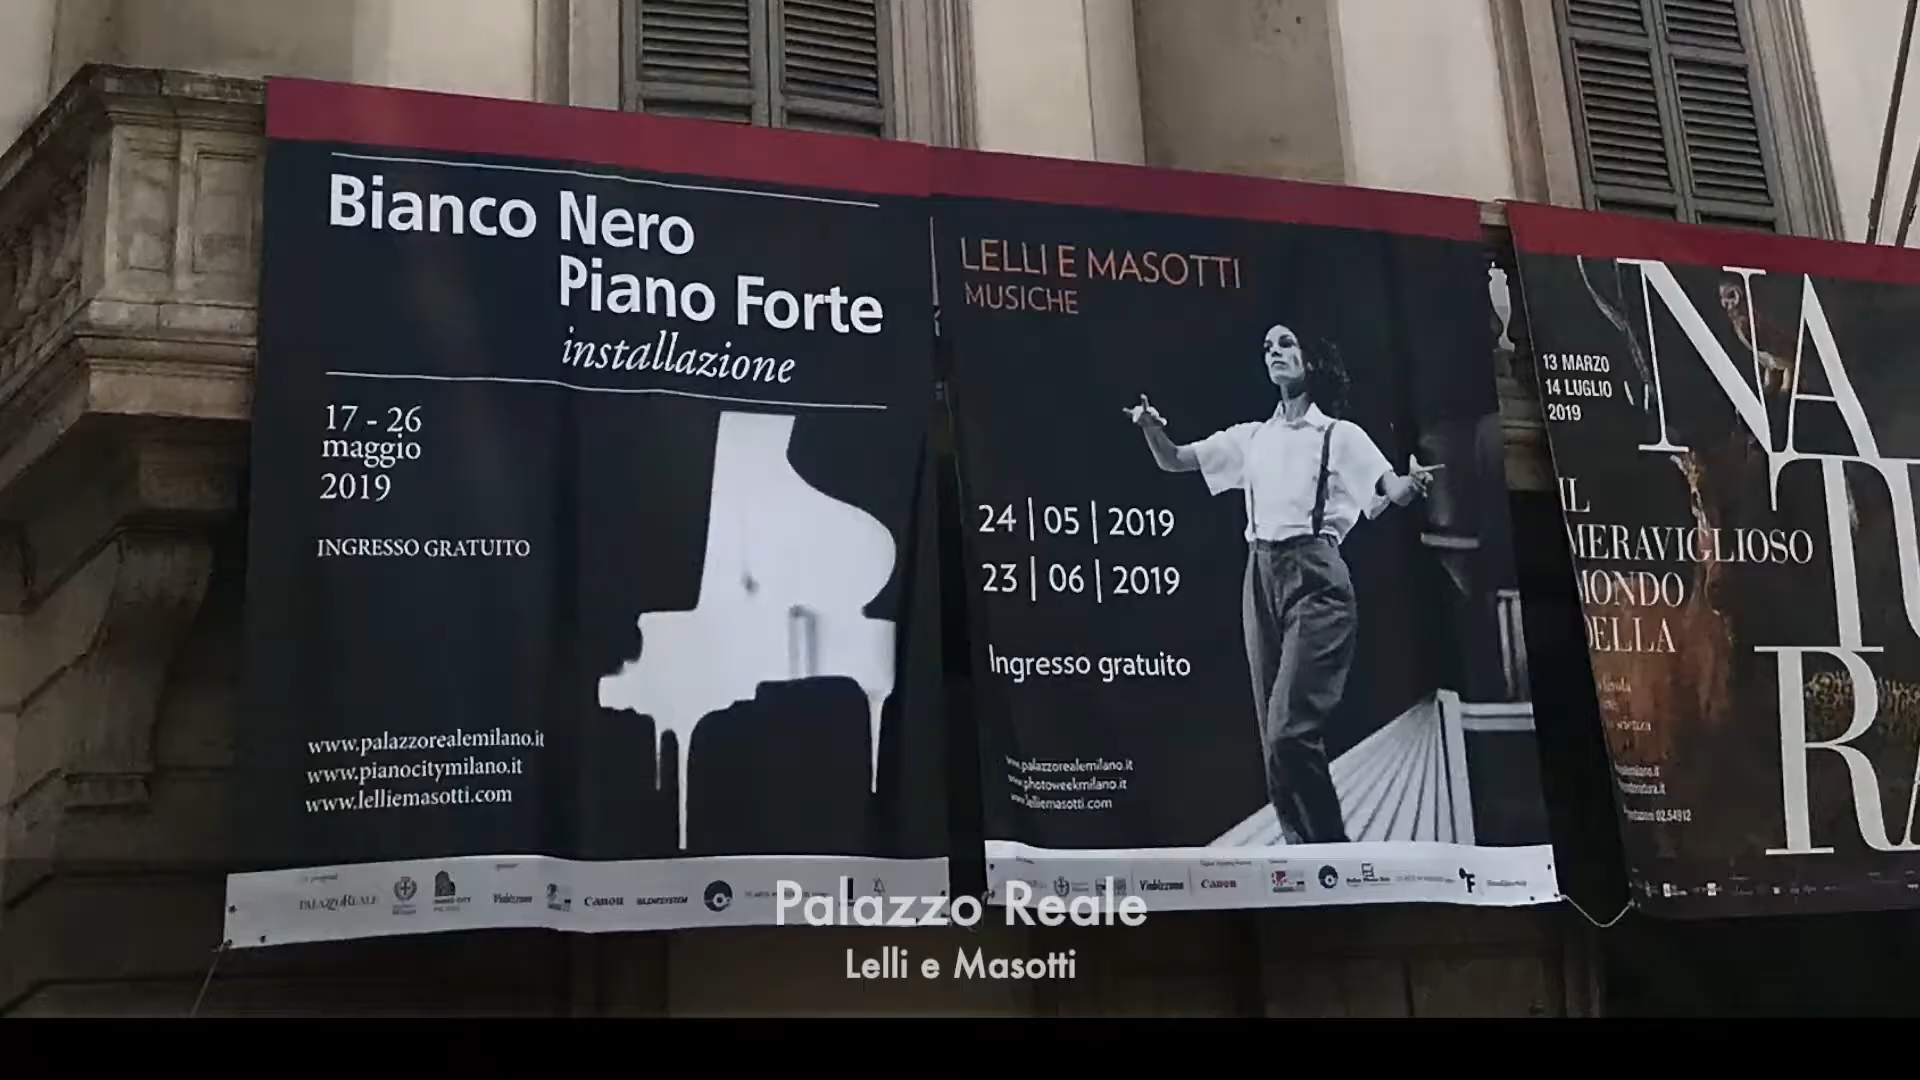 Bianco Nero
Piano Forte
installazione
17 - 26
maggio
2019
INGRESSO GRATUITO
www.palazzorealemilano.it
www.pianocitymilano.it
www.lelliemasotti.com
PALAZZOREALE
Canon
LELLI E MASOTTI
MUSICHE
24 | 05 | 2019
23 | 06 | 2019
Ingresso gratuito
www.palazzorealemilano.it
www.photoweekmilano.it
www.lelliemasotti.com
Canon
13 MARZO
14 LUGLIO
2019
NA
TU
RA
IL
MERAVIGLIOSO
MONDO
DELLA
Palazzo Reale
Lelli e Masotti